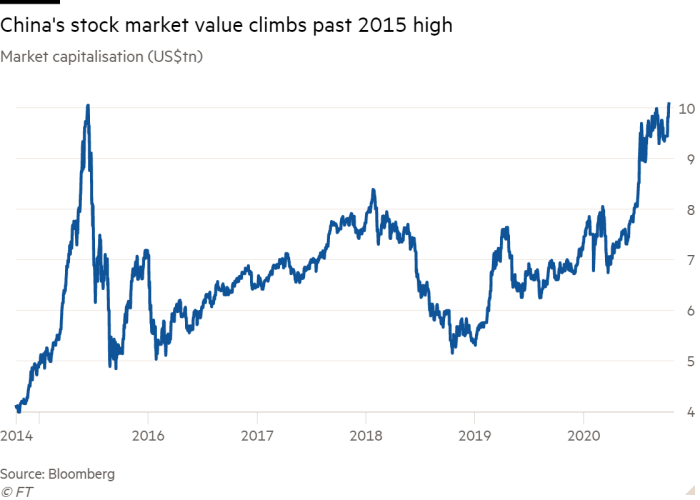 China's stock market value climbs past 2015 high
Market capitalisation (US$tn)
10
9
8
7
6
5
4
2014 2016 2017 2018 2019 2020
Source: Bloomberg
© FT